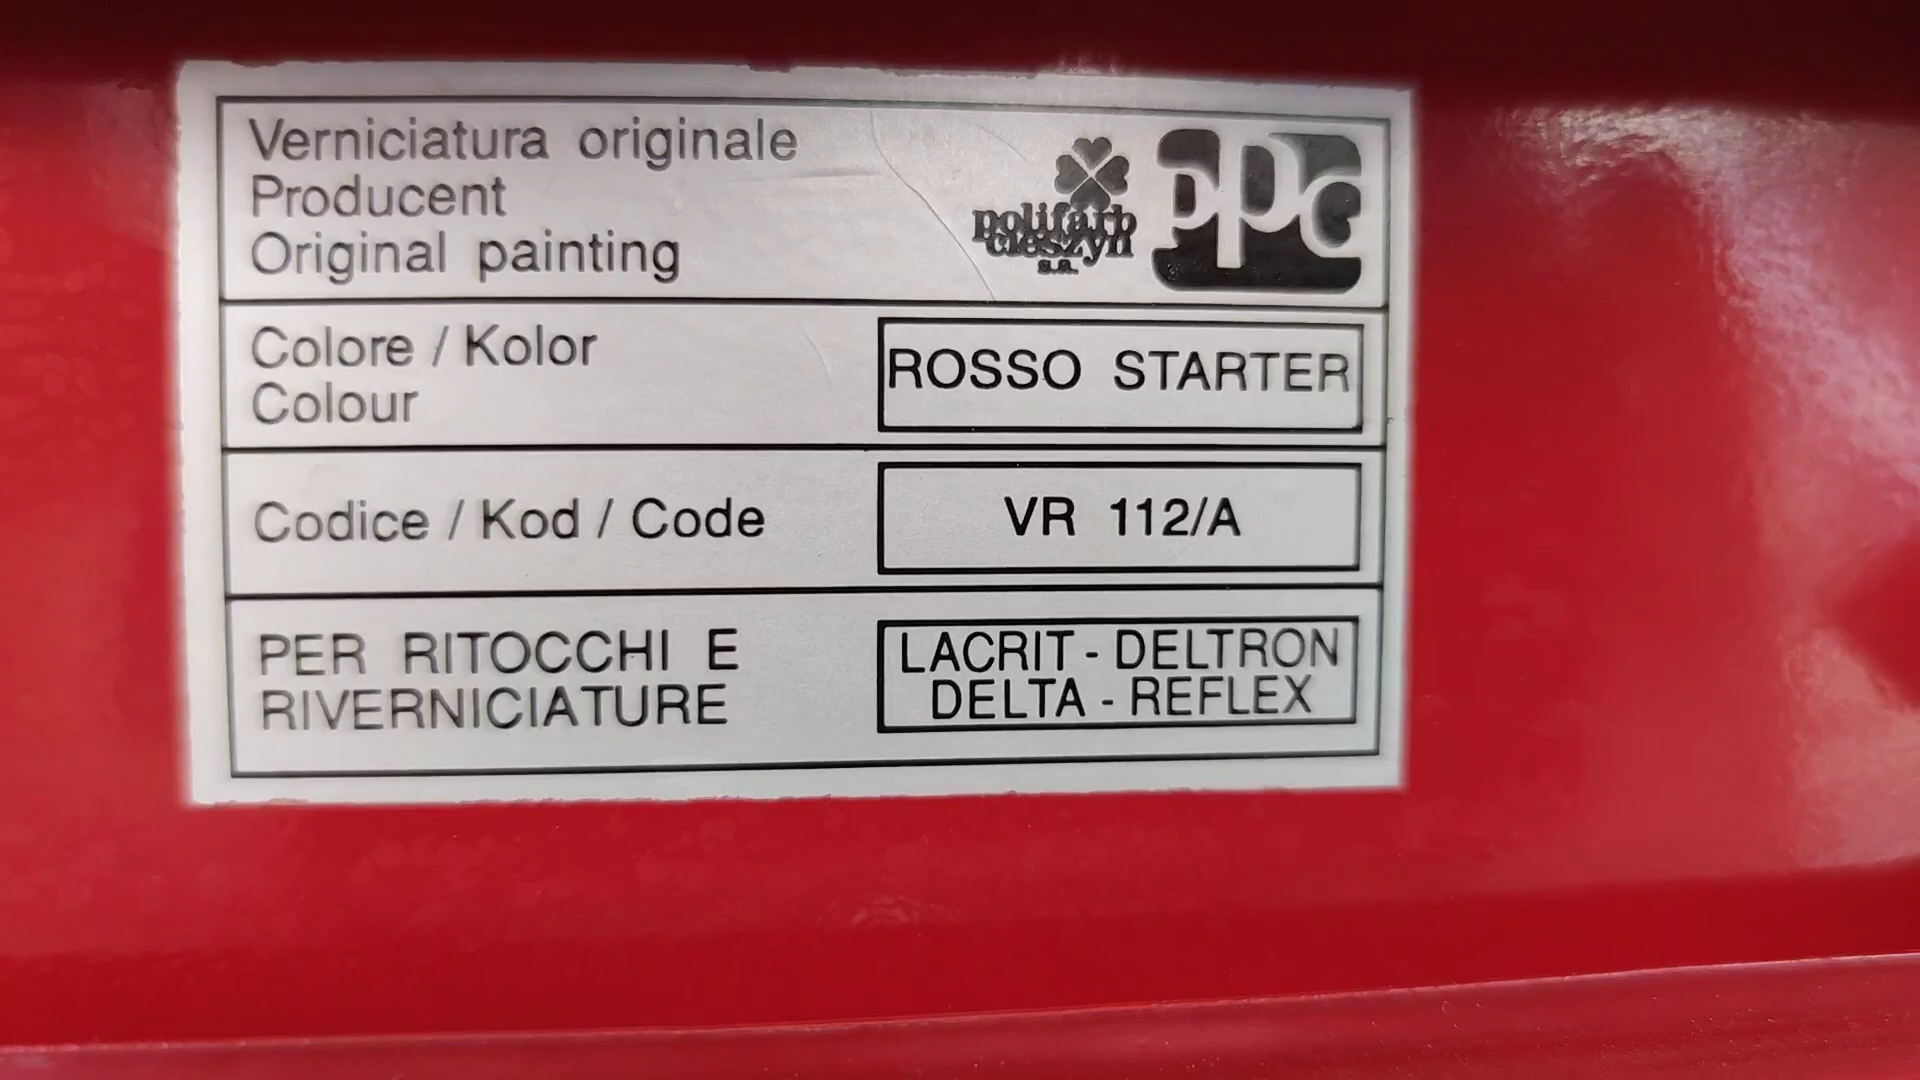 Verniciatura originale
Producent
Original painting
polifarb
cieszyn
s.a.
ppg
Colore / Kolor
Colour
ROSSO STARTER
Codice / Kod / Code
VR 112/A
PER RITOCCHI E
RIVERNICIATURE
LACRIT - DELTRON
DELTA - REFLEX